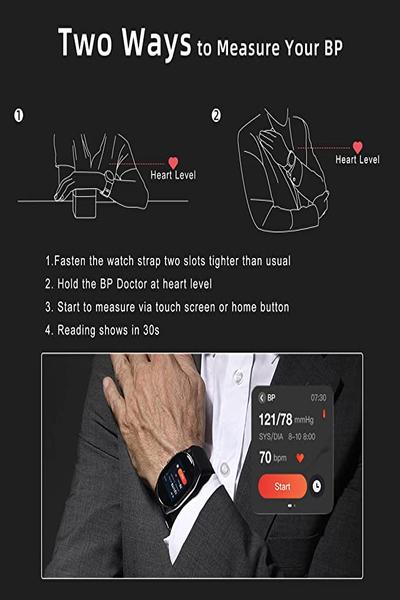 Two Ways to Measure Your BP
1
2
Heart Level
Heart Level
1.Fasten the watch strap two slots tighter than usual
2. Hold the BP Doctor at heart level
3. Start to measure via touch screen or home button
4. Reading shows in 30s
BP 07:30
121/78 mmHg
SYS/DIA 8-10 8:00
70 bpm
Start